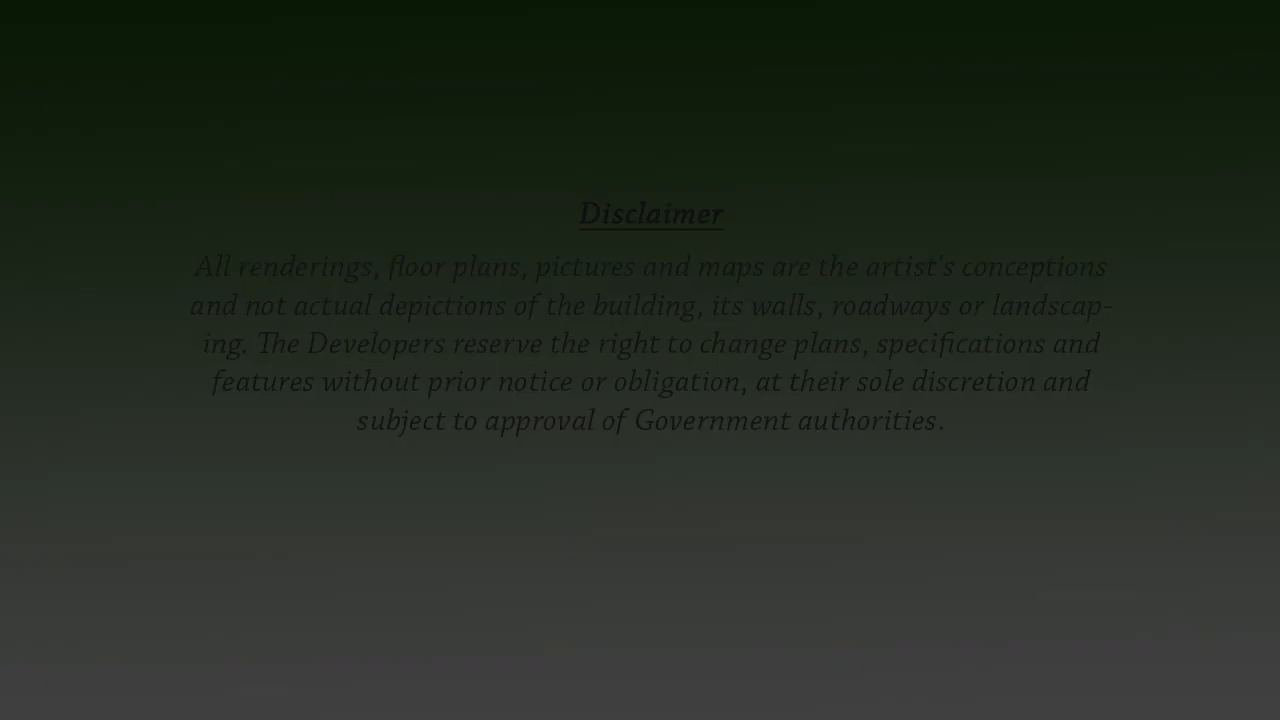 Disclaimer
All renderings, floor plans, pictures and maps are the artist's conceptions
and not actual depictions of the building, its walls, roadways or landscap-
ing. The Developers reserve the right to change plans, specifications and
features without prior notice or obligation, at their sole discretion and
subject to approval of Government authorities.